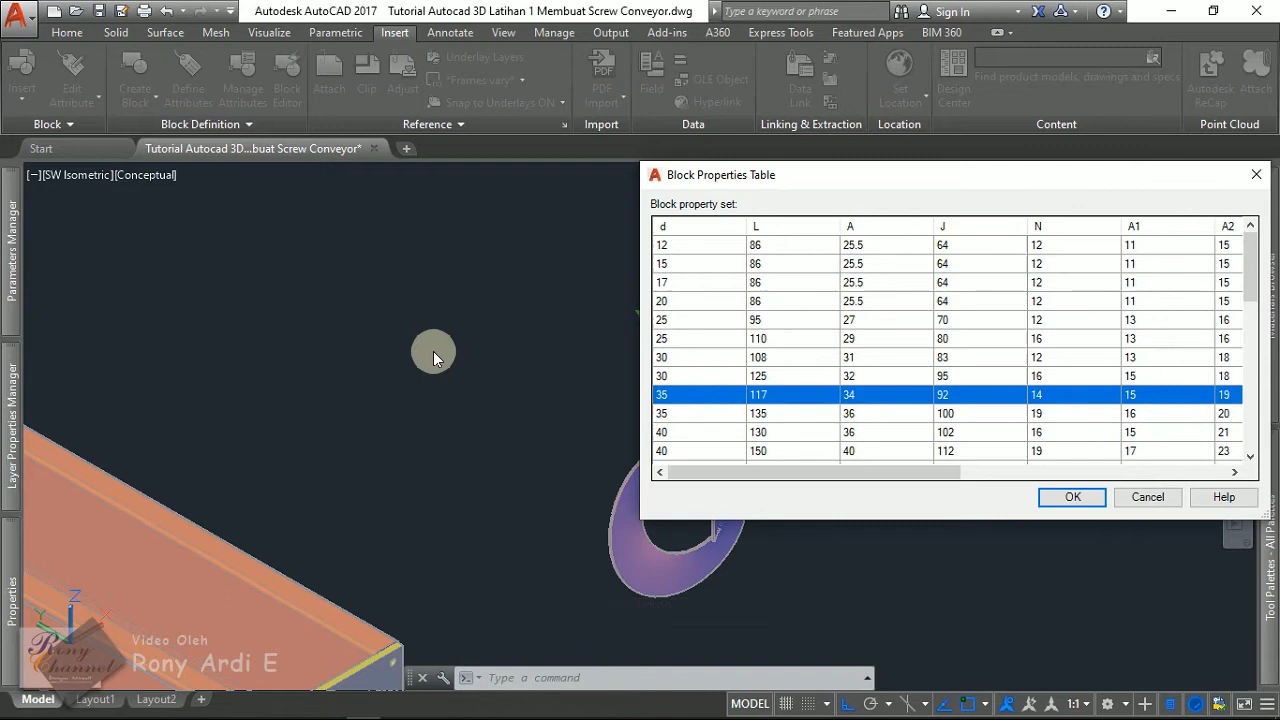 Autodesk AutoCAD 2017 Tutorial Autocad 3D Latihan 1 Membuat Screw Conveyor.dwg Type a keyword or phrase Sign In
Home Solid Surface Mesh Visualize Parametric Insert Annotate View Manage Output Add-ins A360 Express Tools Featured Apps BIM 360
Insert Edit Attribute Create Block Define Attributes Manage Attributes Block Editor Attach Clip Adjust Underlay Layers *Frames vary* Snap to Underlays ON PDF Import Field OLE Object Hyperlink Data Link Set Location Design Center Find product models, drawings and specs Autodesk ReCap Attach
Block Block Definition Reference Import Data Linking & Extraction Location Content Point Cloud
Start Tutorial Autocad 3D...buat Screw Conveyor*
[−][SW Isometric][Conceptual]
Parameters Manager
Layer Properties Manager
Properties
Block Properties Table
Block property set:
d L A J N A1 A2
12 86 25.5 64 12 11 15
15 86 25.5 64 12 11 15
17 86 25.5 64 12 11 15
20 86 25.5 64 12 11 15
25 95 27 70 12 13 16
25 110 29 80 16 13 16
30 108 31 83 12 13 18
30 125 32 95 16 15 18
35 117 34 92 14 15 19
35 135 36 100 19 16 20
40 130 36 102 16 15 21
40 150 40 112 19 17 23
OK Cancel Help
Tool Palettes - All Palettes
Z
Y
Rony Channel
Video Oleh
Rony Ardi E
Type a command
Model Layout1 Layout2 +
MODEL 1:1